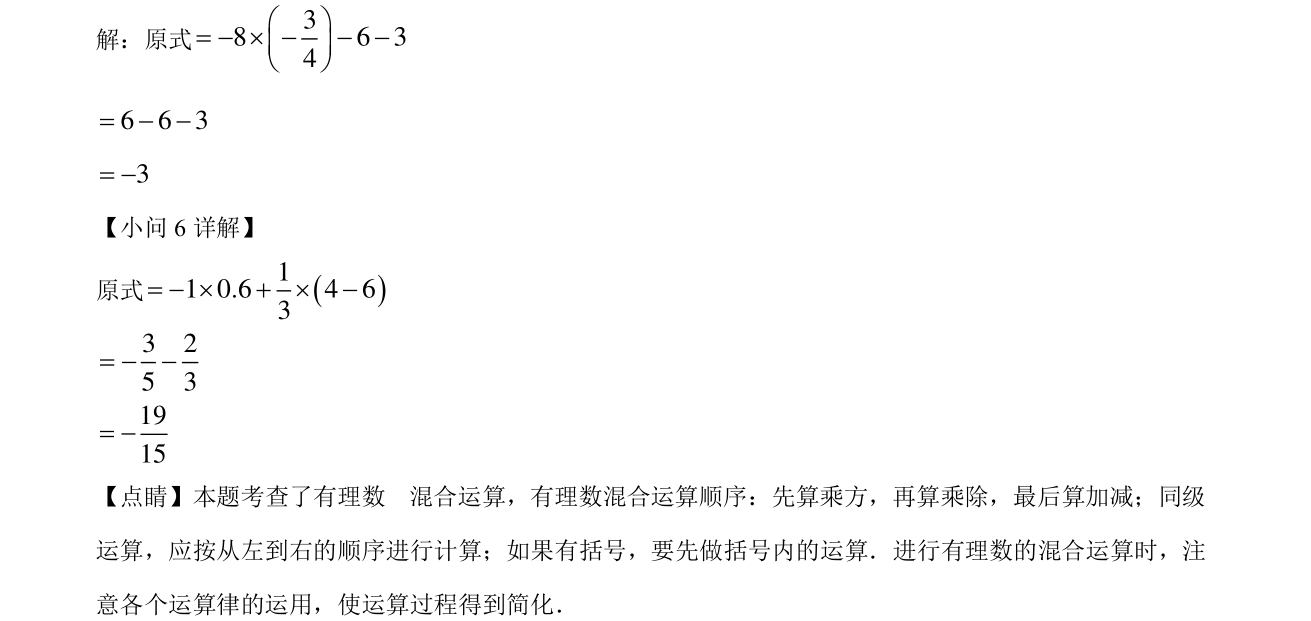 解：原式=−8×(−3/4)−6−3
=6−6−3
=−3
【小问 6 详解】
原式=−1×0.6+1/3×(4−6)
=−3/5−2/3
=−19/15
【点睛】本题考查了有理数　混合运算，有理数混合运算顺序：先算乘方，再算乘除，最后算加减；同级
运算，应按从左到右的顺序进行计算；如果有括号，要先做括号内的运算．进行有理数的混合运算时，注
意各个运算律的运用，使运算过程得到简化．